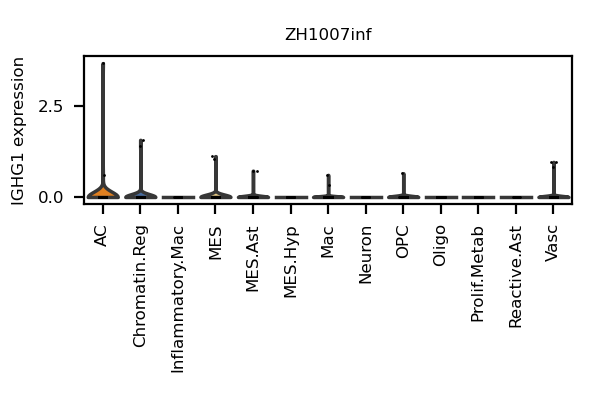 ZH1007inf
IGHG1 expression
2.5
0.0
AC
Chromatin.Reg
Inflammatory.Mac
MES
MES.Ast
MES.Hyp
Mac
Neuron
OPC
Oligo
Prolif.Metab
Reactive.Ast
Vasc